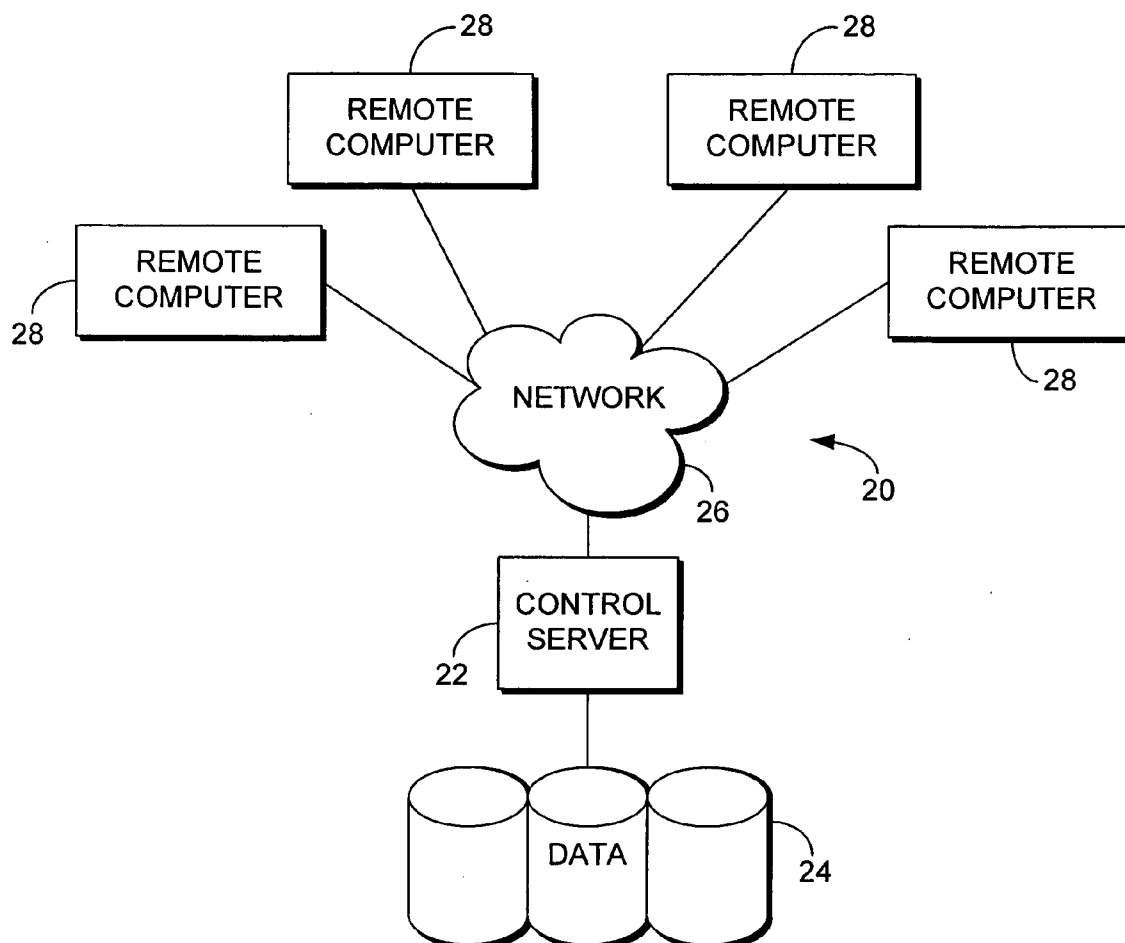 28
28
REMOTE
COMPUTER
REMOTE
COMPUTER
REMOTE
COMPUTER
REMOTE
COMPUTER
28
28
NETWORK
20
26
CONTROL
SERVER
22
DATA
24